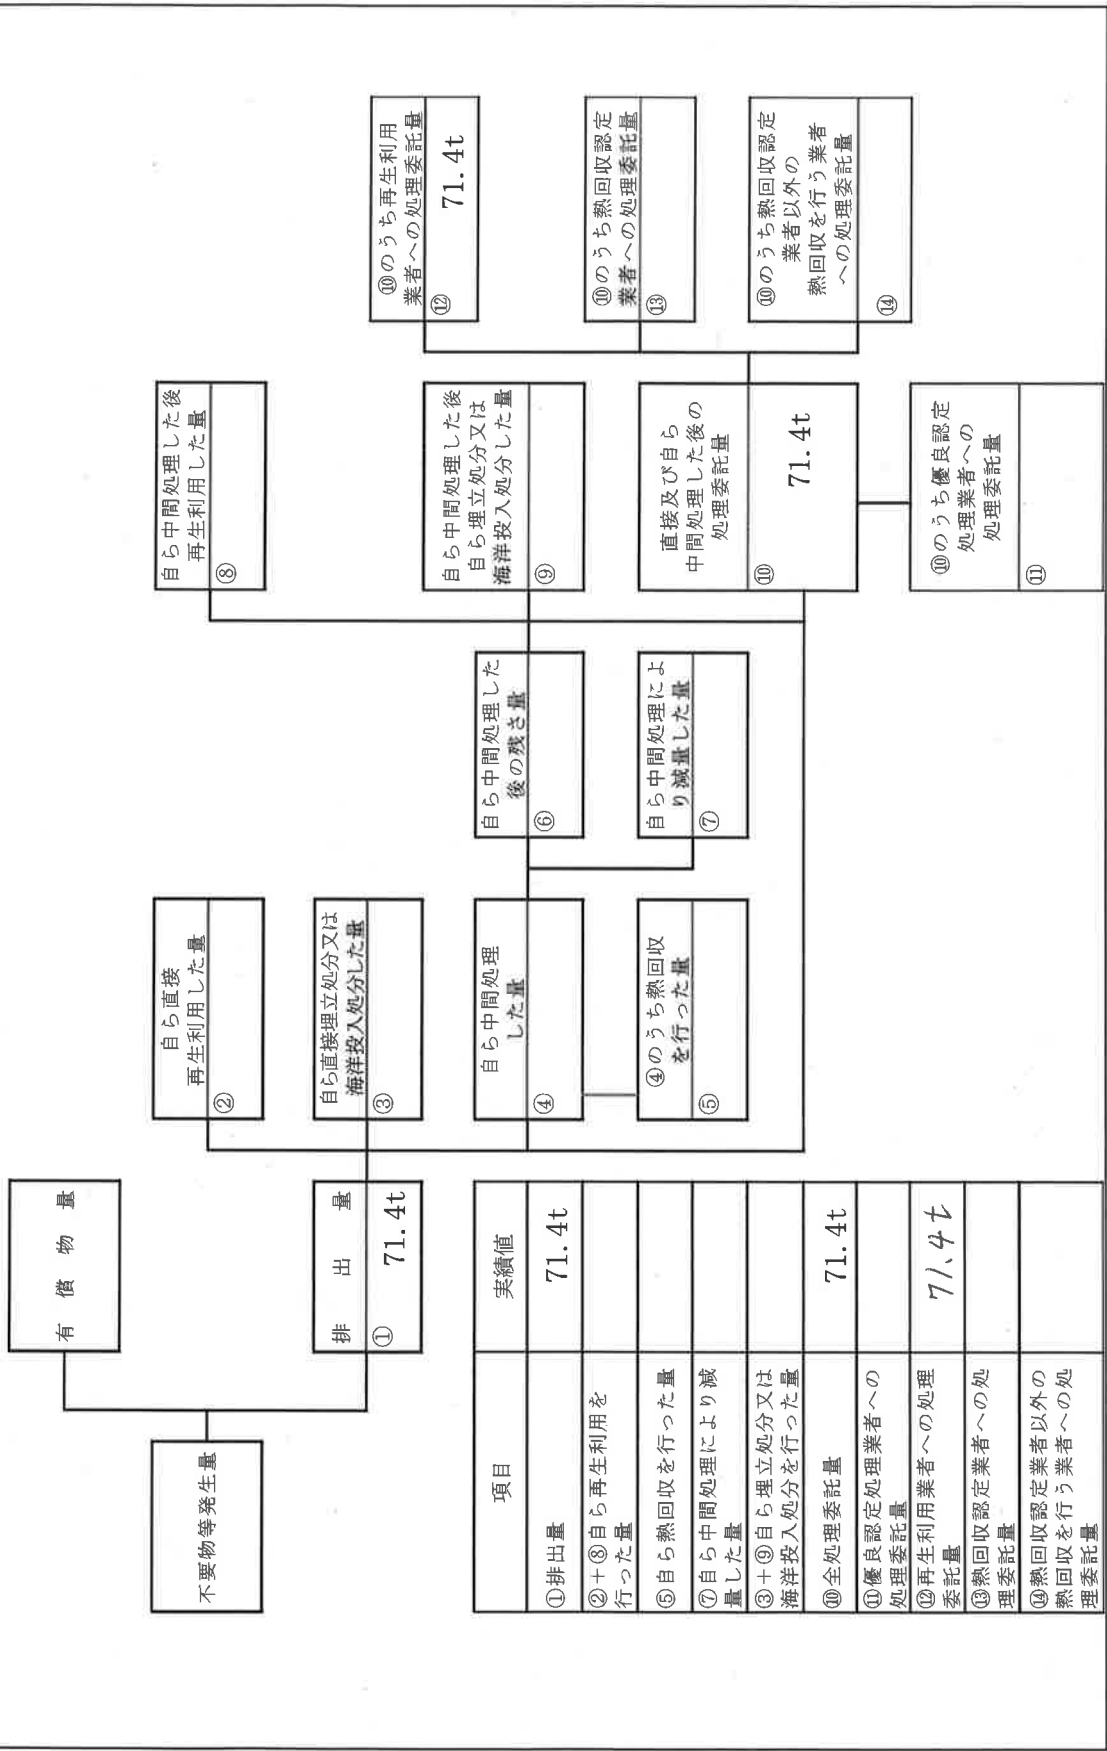 有償物量
不要物等発生量
排出量
①
71.4t
自ら直接
再生利用した量
②
自ら直接埋立処分又は
海洋投入処分した量
③
自ら中間処理
した量
④
④のうち熱回収
を行った量
⑤
自ら中間処理した
後の残さ量
⑥
自ら中間処理によ
り減量した量
⑦
自ら中間処理した後
再生利用した量
⑧
自ら中間処理した後
自ら埋立処分又は
海洋投入処分した量
⑨
直接及び自ら
中間処理した後の
処理委託量
⑩
71.4t
⑩のうち優良認定
処理業者への
処理委託量
⑪
⑩のうち再生利用
業者への処理委託量
⑫
71.4t
⑩のうち熱回収認定
業者への処理委託量
⑬
⑩のうち熱回収認定
業者以外の
熱回収を行う業者
への処理委託量
⑭
項目
実績値
①排出量
71.4t
②+⑧自ら再生利用を
行った量
⑤自ら熱回収を行った量
⑦自ら中間処理により減
量した量
③+⑨自ら埋立処分又は
海洋投入処分を行った量
⑩全処理委託量
71.4t
⑪優良認定処理業者への
処理委託量
⑫再生利用業者への処理
委託量
71.4t
⑬熱回収認定業者への処
理委託量
⑭熱回収認定業者以外の
熱回収を行う業者への処
理委託量